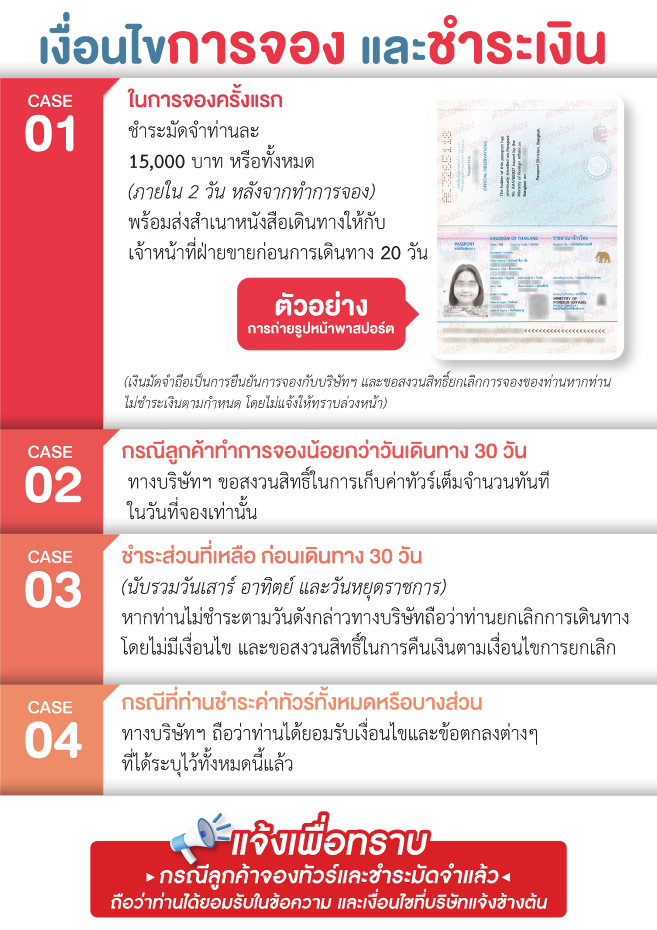 เงื่อนไขการจอง และชำระเงิน
CASE
01
ในการจองครั้งแรก
ชำระมัดจำท่านละ
15,000 บาท หรือทั้งหมด
(ภายใน 2 วัน หลังจากทำการจอง)
พร้อมส่งสำเนาหนังสือเดินทางให้กับ
เจ้าหน้าที่ฝ่ายขายก่อนการเดินทาง 20 วัน
ตัวอย่าง
การถ่ายรูปหน้าพาสปอร์ต
OFFICIAL OBSERVATIONS
PASSPORT
KINGDOM OF THAILAND
ราชอาณาจักรไทย
MINISTRY OF
FOREIGN AFFAIRS
(เงินมัดจำถือเป็นการยืนยันการจองกับบริษัทฯ และขอสงวนสิทธิ์ยกเลิกการจองของท่านหากท่าน
ไม่ชำระเงินตามกำหนด โดยไม่แจ้งให้ทราบล่วงหน้า)
CASE
02
กรณีลูกค้าทำการจองน้อยกว่าวันเดินทาง 30 วัน
ทางบริษัทฯ ขอสงวนสิทธิ์ในการเก็บค่าทัวร์เต็มจำนวนทันที
ในวันที่จองเท่านั้น
CASE
03
ชำระส่วนที่เหลือ ก่อนเดินทาง 30 วัน
(นับรวมวันเสาร์ อาทิตย์ และวันหยุดราชการ)
หากท่านไม่ชำระตามวันดังกล่าวทางบริษัทถือว่าท่านยกเลิกการเดินทาง
โดยไม่มีเงื่อนไข และขอสงวนสิทธิ์ในการคืนเงินตามเงื่อนไขการยกเลิก
CASE
04
กรณีที่ท่านชำระค่าทัวร์ทั้งหมดหรือบางส่วน
ทางบริษัทฯ ถือว่าท่านได้ยอมรับเงื่อนไขและข้อตกลงต่างๆ
ที่ได้ระบุไว้ทั้งหมดนี้แล้ว
แจ้งเพื่อทราบ
กรณีลูกค้าจองทัวร์และชำระมัดจำแล้ว
ถือว่าท่านได้ยอมรับในข้อความ และเงื่อนไขที่บริษัทแจ้งข้างต้น